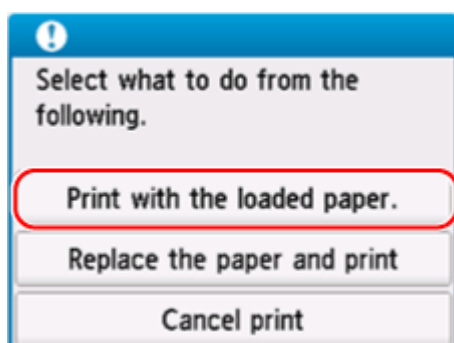 Select what to do from the
following.
Print with the loaded paper.
Replace the paper and print
Cancel print